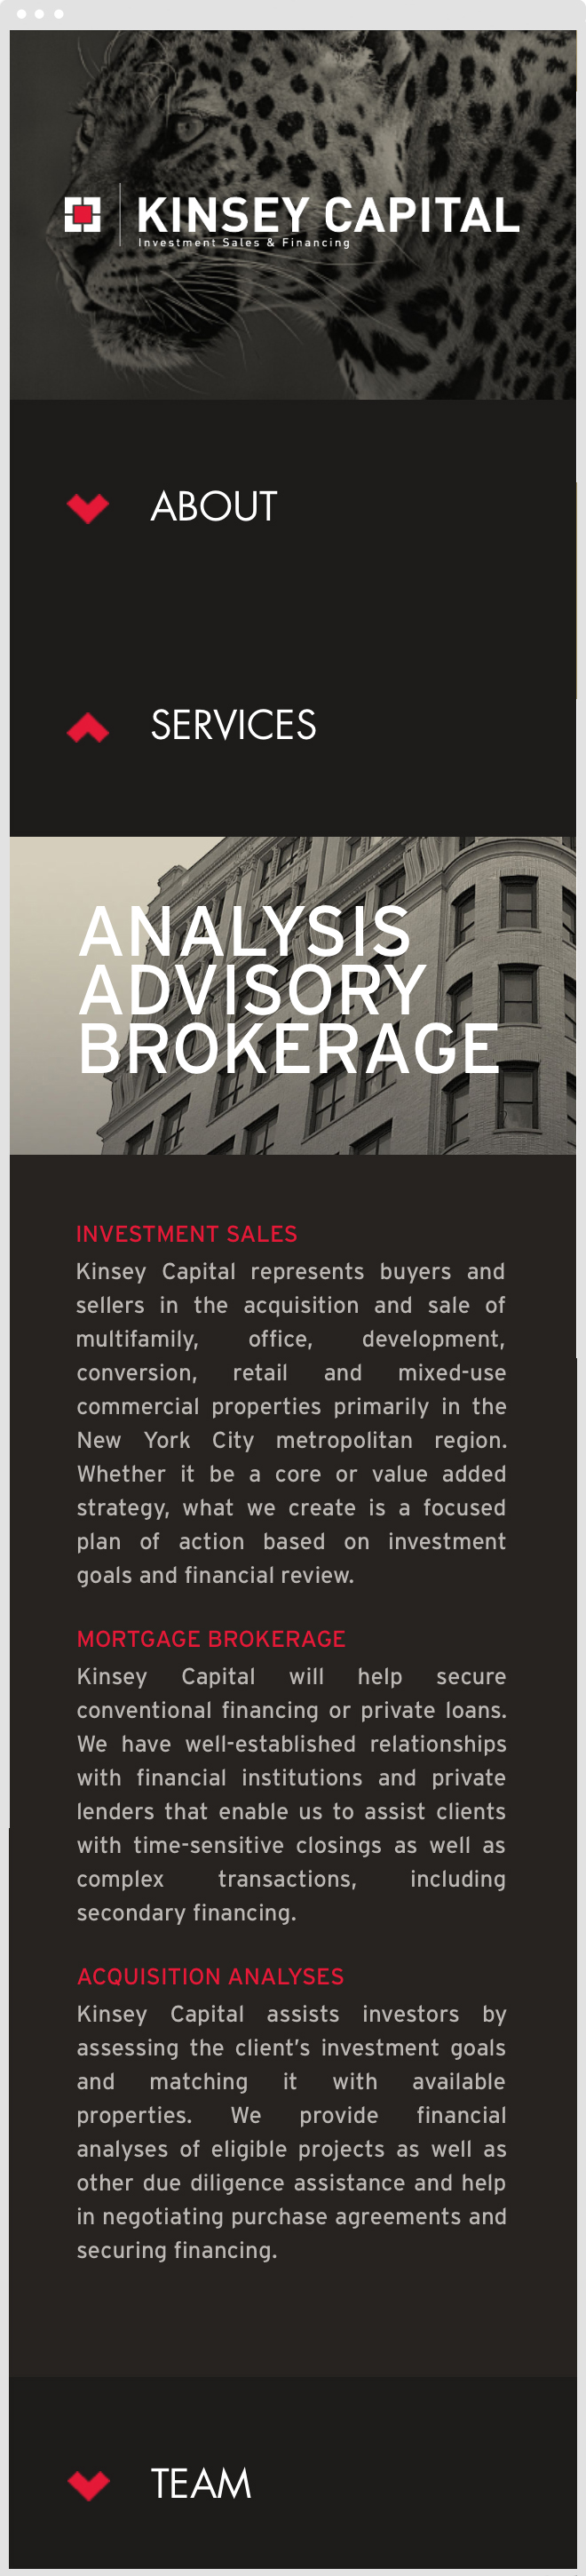 KINSEY CAPITAL
Investment Sales & Financing
ABOUT
SERVICES
ANALYSIS
ADVISORY
BROKERAGE
INVESTMENT SALES
Kinsey Capital represents buyers and
sellers in the acquisition and sale of
multifamily, office, development,
conversion, retail and mixed-use
commercial properties primarily in the
New York City metropolitan region.
Whether it be a core or value added
strategy, what we create is a focused
plan of action based on investment
goals and financial review.
MORTGAGE BROKERAGE
Kinsey Capital will help secure
conventional financing or private loans.
We have well-established relationships
with financial institutions and private
lenders that enable us to assist clients
with time-sensitive closings as well as
complex transactions, including
secondary financing.
ACQUISITION ANALYSES
Kinsey Capital assists investors by
assessing the client's investment goals
and matching it with available
properties. We provide financial
analyses of eligible projects as well as
other due diligence assistance and help
in negotiating purchase agreements and
securing financing.
TEAM